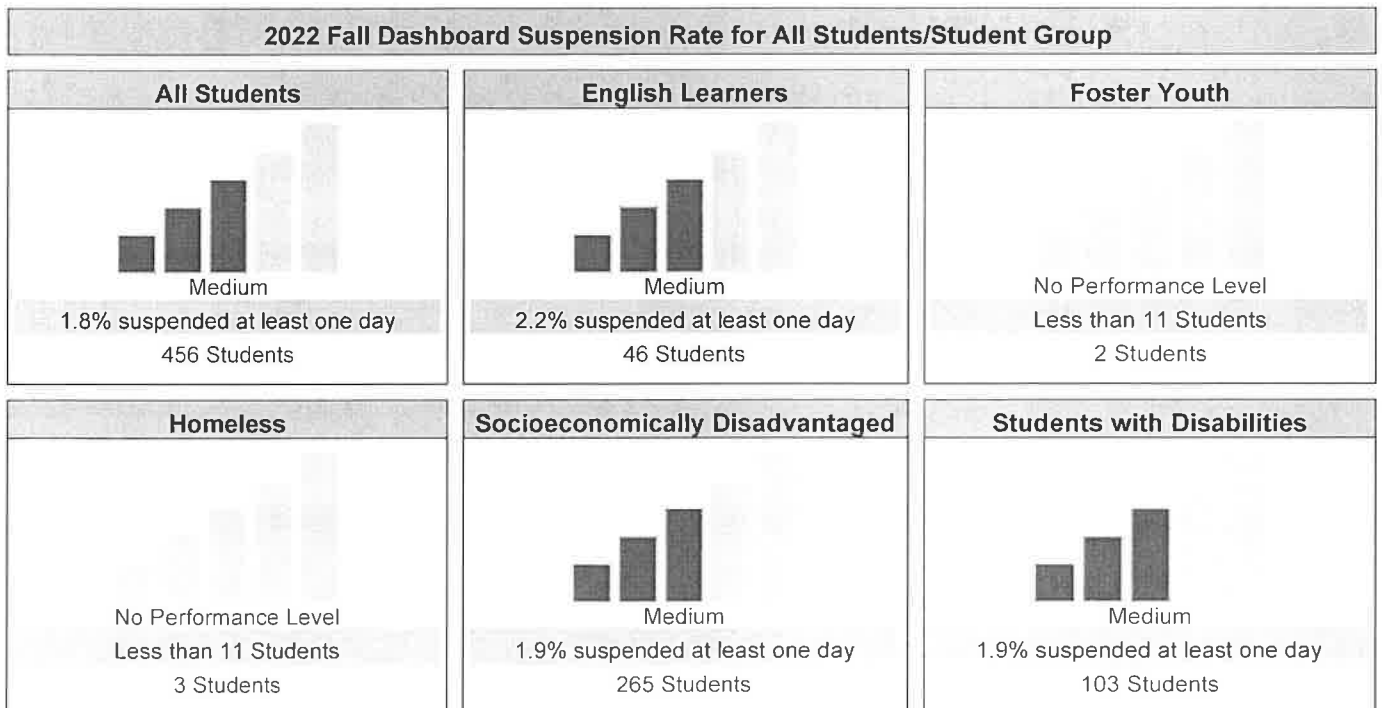 2022 Fall Dashboard Suspension Rate for All Students/Student Group
All Students
Medium
1.8% suspended at least one day
456 Students
English Learners
Medium
2.2% suspended at least one day
46 Students
Foster Youth
No Performance Level
Less than 11 Students
2 Students
Homeless
No Performance Level
Less than 11 Students
3 Students
Socioeconomically Disadvantaged
Medium
1.9% suspended at least one day
265 Students
Students with Disabilities
Medium
1.9% suspended at least one day
103 Students